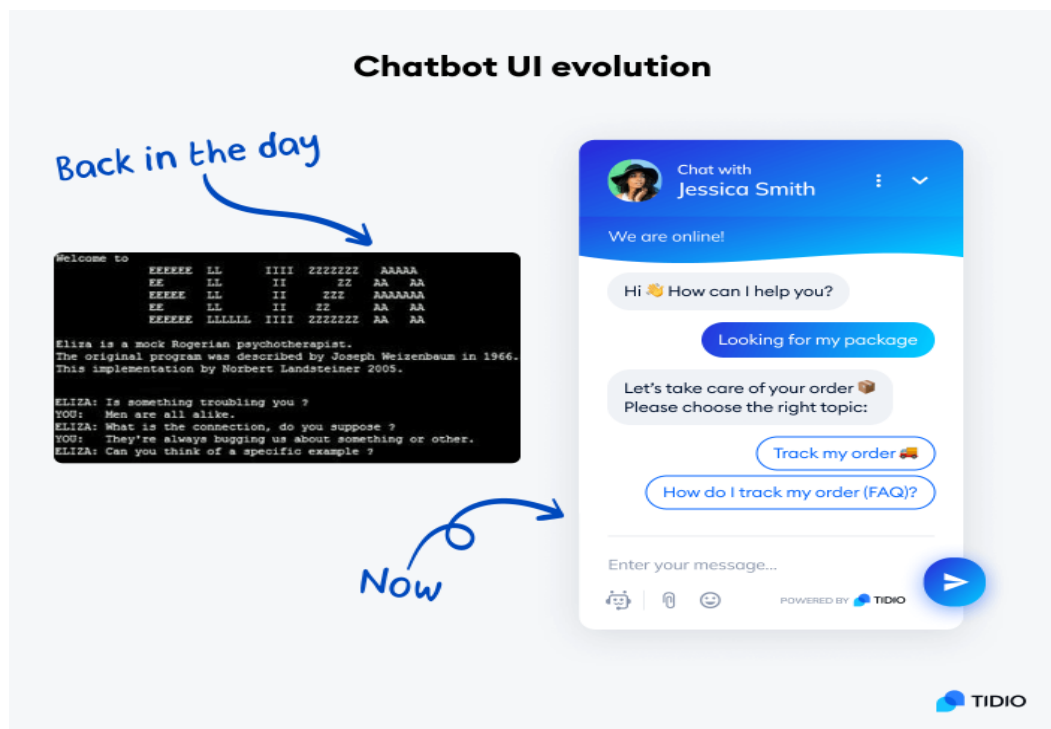 Chatbot UI evolution
Back in the day
Welcome to
EEEEEE LL IIII ZZZZZZZ AAAAA
EE LL II ZZ AA AA
EEEEE LL II ZZZ AAAAAAA
EE LL II ZZ AA AA
EEEEEE LLLLLL IIII ZZZZZZZ AA AA
Eliza is a mock Rogerian psychotherapist.
The original program was described by Joseph Weizenbaum in 1966.
This implementation by Norbert Landsteiner 2005.
ELIZA: Is something troubling you ?
YOU: Men are all alike.
ELIZA: What is the connection, do you suppose ?
YOU: They're always bugging us about something or other.
ELIZA: Can you think of a specific example ?
Now
Chat with
Jessica Smith
We are online!
Hi 👋 How can I help you?
Looking for my package
Let's take care of your order 📦
Please choose the right topic:
Track my order 🚚
How do I track my order (FAQ)?
Enter your message...
POWERED BY TIDIO
TIDIO